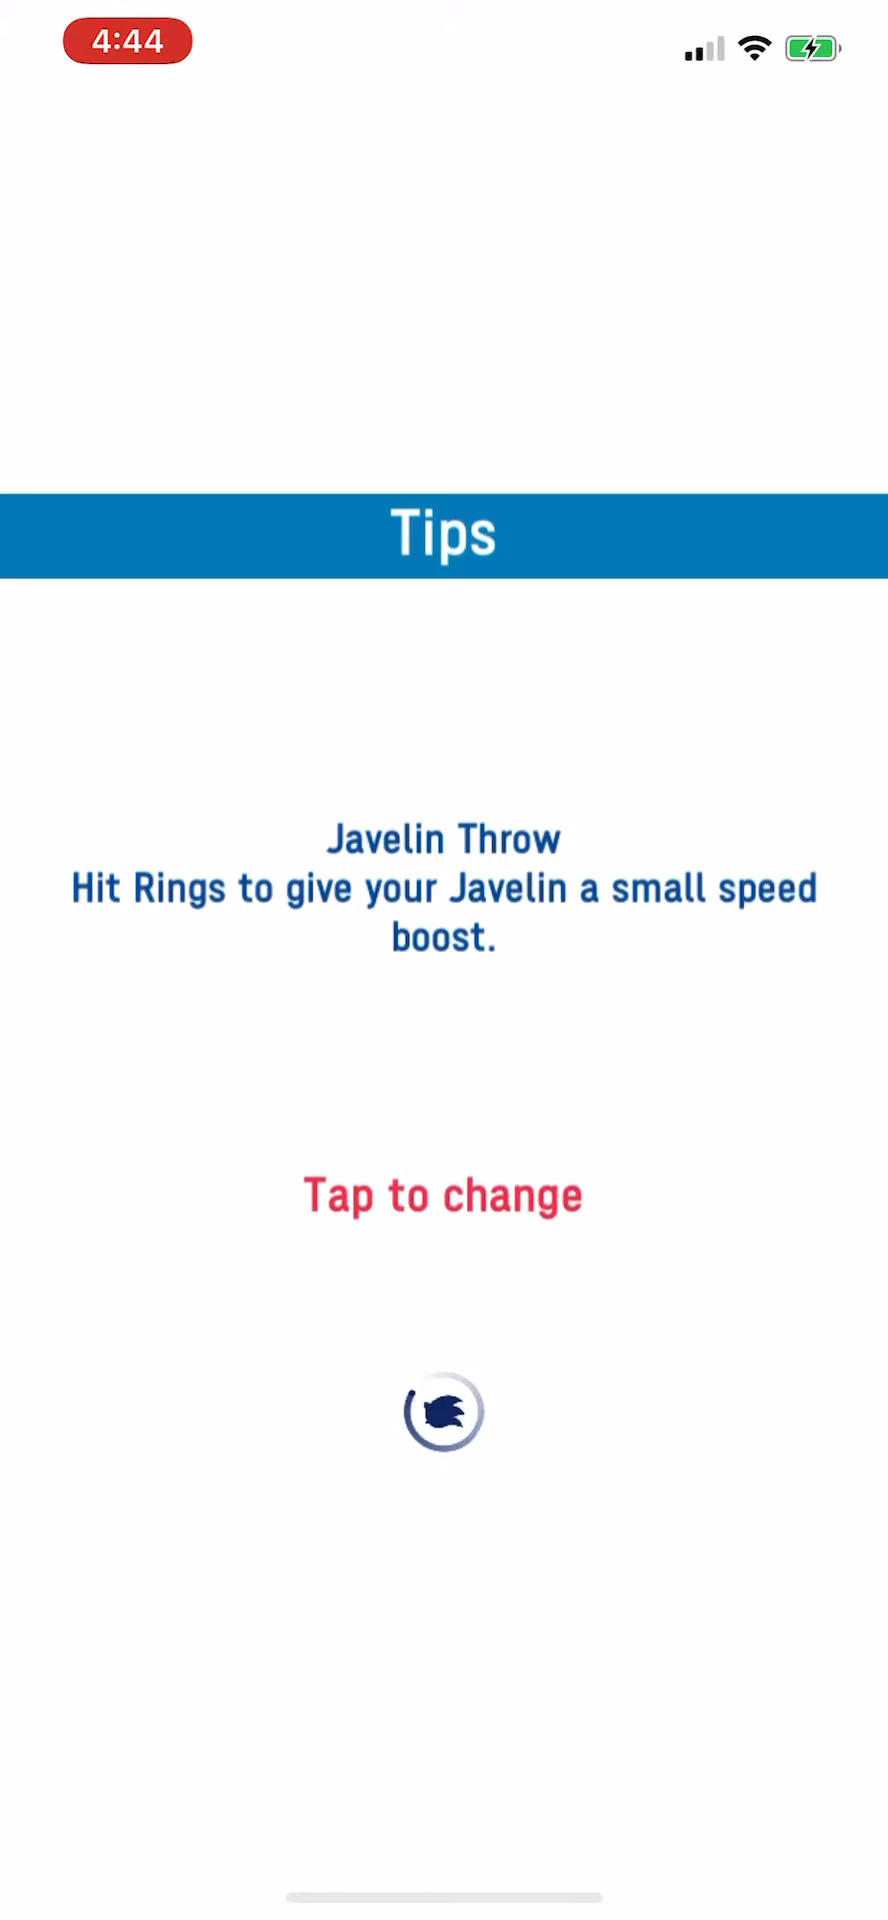 4:44
Tips
Javelin Throw
Hit Rings to give your Javelin a small speed
boost.
Tap to change